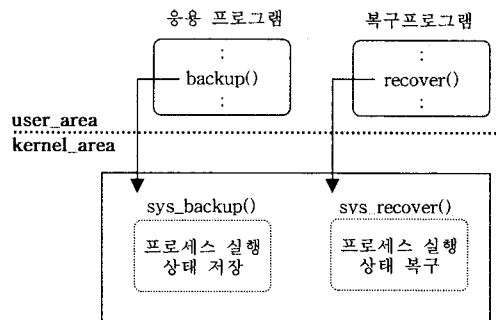 응용 프로그램
복구프로그램
:
backup()
:
:
recover()
:
user_area
kernel_area
sys_backup()
프로세스 실행
상태 저장
sys_recover()
프로세스 실행
상태 복구